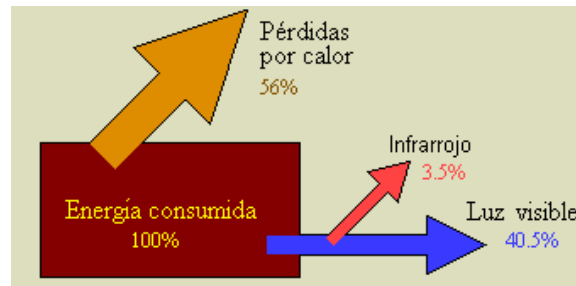 Pérdidas
por calor
56%
Infrarrojo
3.5%
Energía consumida
100%
Luz visible
40.5%